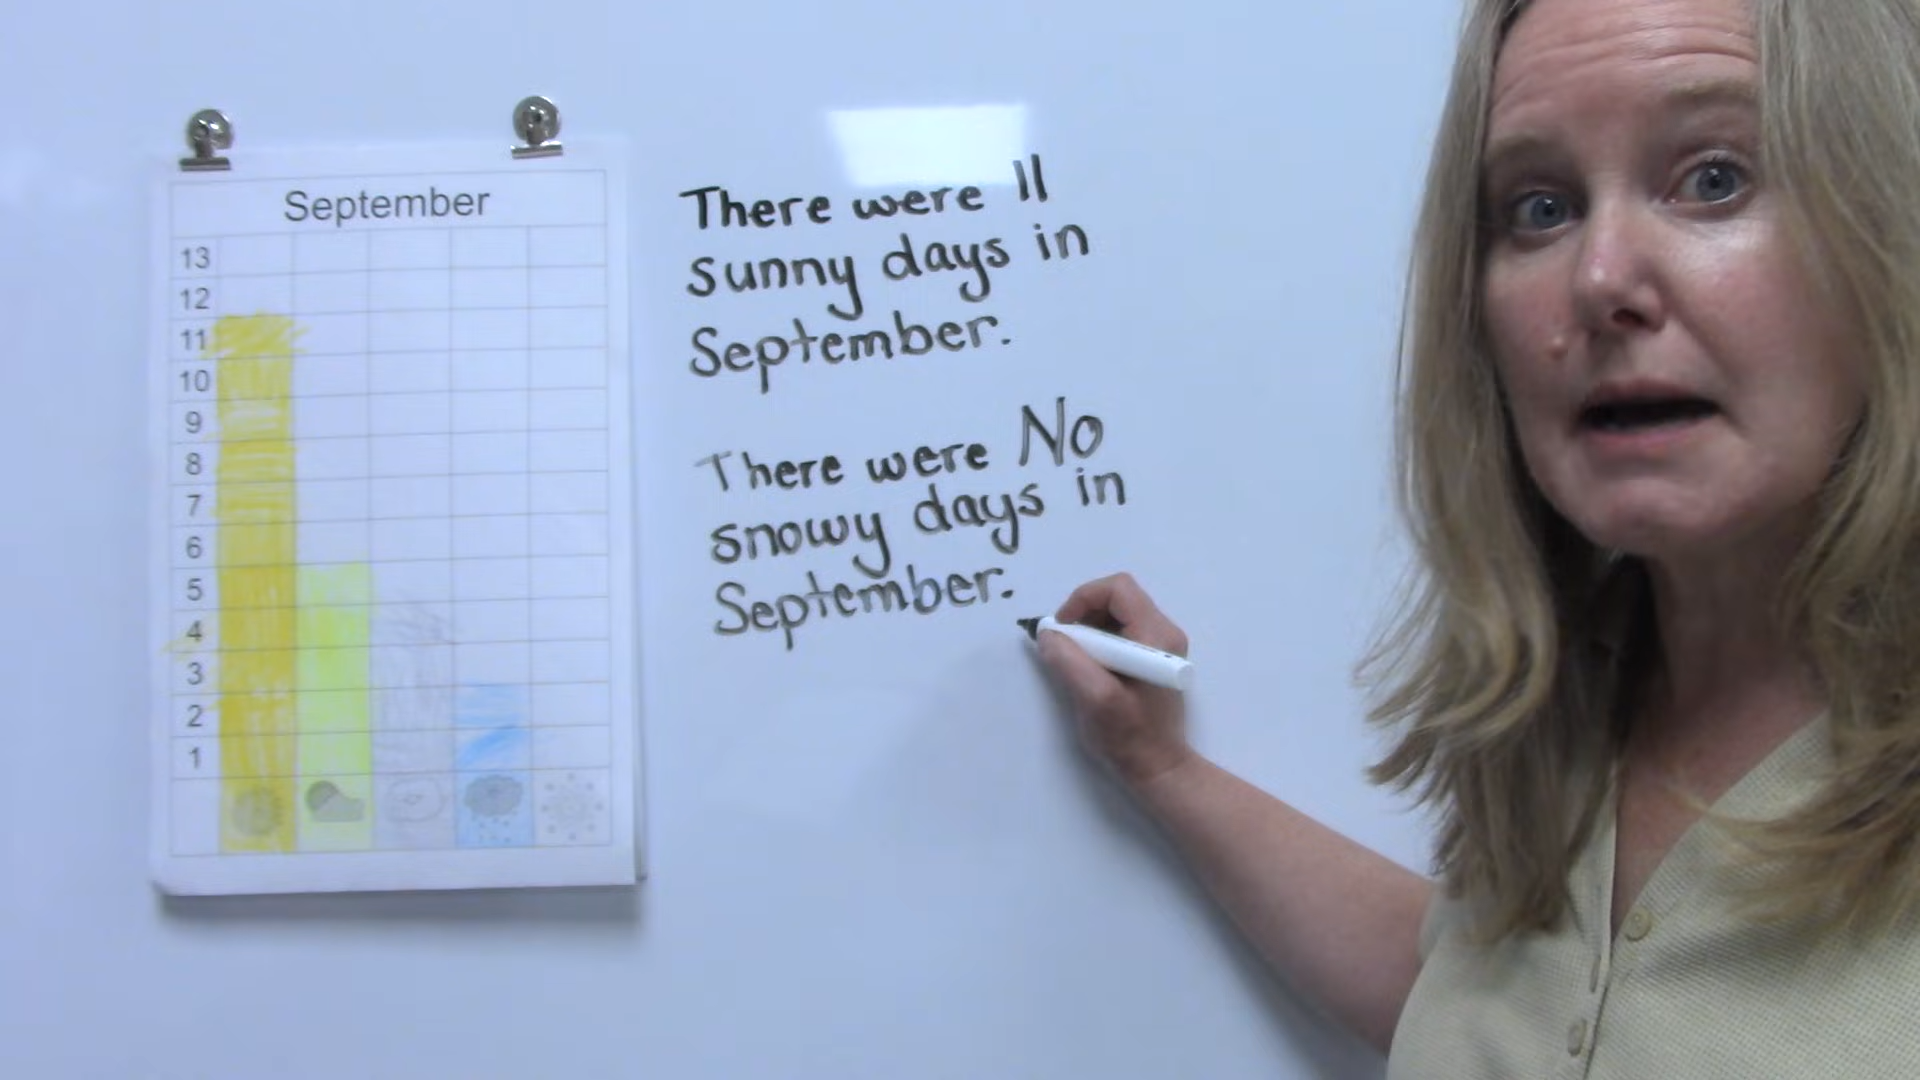 September
13
12
11
10
9
8
7
6
5
4
3
2
1
There were 11
sunny days in
September.
There were No
snowy days in
September.